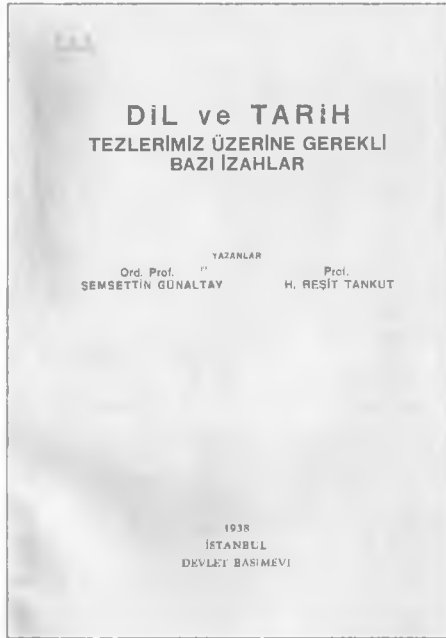 DiL ve TARiH
TEZLERİMİZ ÜZERİNE GEREKLİ
BAZI İZAHLAR
YAZANLAR
Ord. Prof.
ŞEMSETTİN GÜNALTAY
Prof.
H. REŞİT TANKUT
1938
İSTANBUL
DEVLET BASIMEVİ